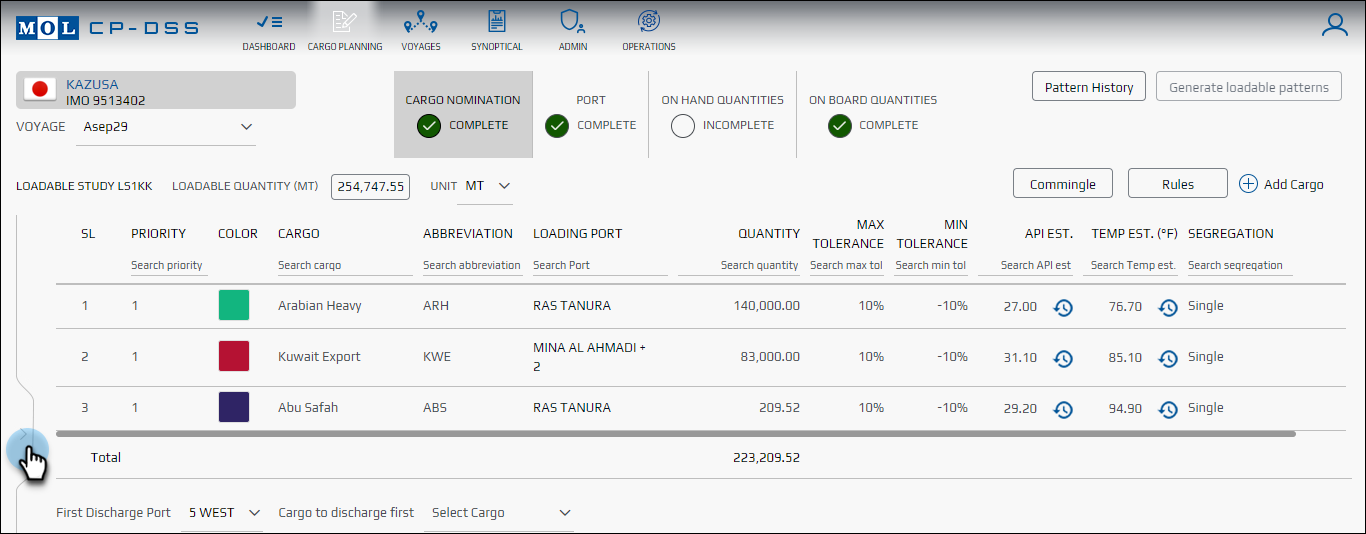 MOL CP-DSS
DASHBOARD CARGO PLANNING VOYAGES SYNOPTICAL ADMIN OPERATIONS
KAZUSA
IMO 9513402
VOYAGE Asep29
CARGO NOMINATION PORT ON HAND QUANTITIES ON BOARD QUANTITIES
COMPLETE COMPLETE INCOMPLETE COMPLETE
Pattern History Generate loadable patterns
LOADABLE STUDY LS1KK LOADABLE QUANTITY (MT) 254,747.55 UNIT MT
Commingle Rules Add Cargo
SL PRIORITY COLOR CARGO ABBREVIATION LOADING PORT QUANTITY MAX TOLERANCE MIN TOLERANCE API EST. TEMP EST. (°F) SEGREGATION
Search priority Search cargo Search abbreviation Search Port Search quantity Search max tol Search min tol Search API est Search Temp est. Search segregation
1 1 Arabian Heavy ARH RAS TANURA 140,000.00 10% -10% 27.00 76.70 Single
2 1 Kuwait Export KWE MINA AL AHMADI + 2 83,000.00 10% -10% 31.10 85.10 Single
3 1 Abu Safah ABS RAS TANURA 209.52 10% -10% 29.20 94.90 Single
Total 223,209.52
First Discharge Port 5 WEST Cargo to discharge first Select Cargo